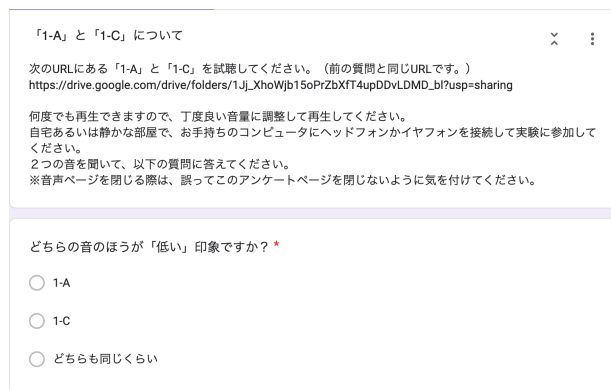 「1-A」と「1-C」について
次のURLにある「1-A」と「1-C」を試聴してください。（前の質問と同じURLです。）
https://drive.google.com/drive/folders/1Jj_XhoWjb15oPrZbXfT4upDDvLDMD_bl?usp=sharing
何度でも再生できますので、丁度良い音量に調整して再生してください。
自宅あるいは静かな部屋で、お手持ちのコンピュータにヘッドフォンかイヤフォンを接続して実験に参加して
ください。
２つの音を聞いて、以下の質問に答えてください。
※音声ページを閉じる際は、誤ってこのアンケートページを閉じないように気を付けてください。
どちらの音のほうが「低い」印象ですか？*
1-A
1-C
どちらも同じくらい